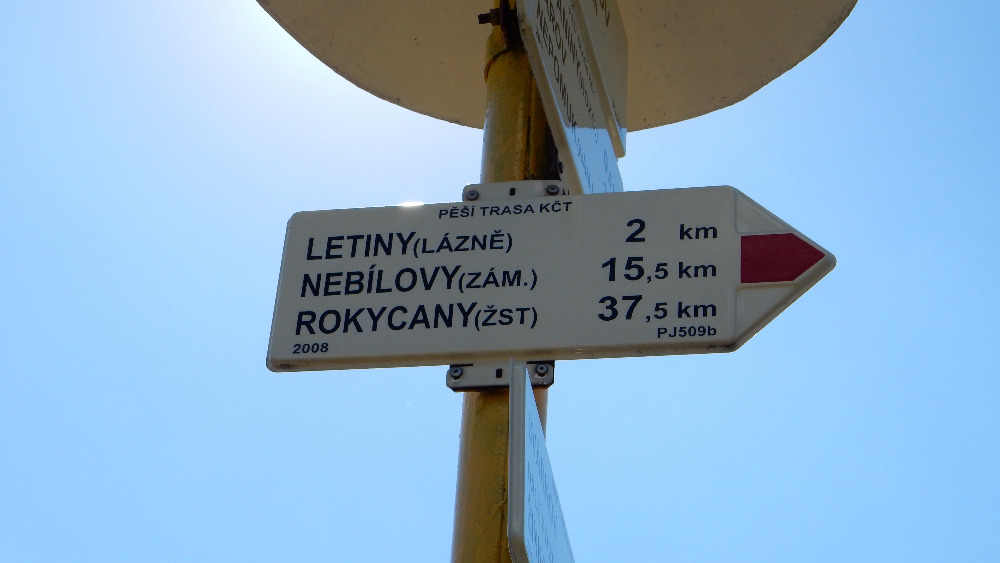 PĚŠÍ TRASA KČT
LETINY(LÁZNĚ) 2 km
NEBÍLOVY(ZÁM.) 15,5 km
ROKYCANY(ŽST) 37,5 km
2008 PJ509b